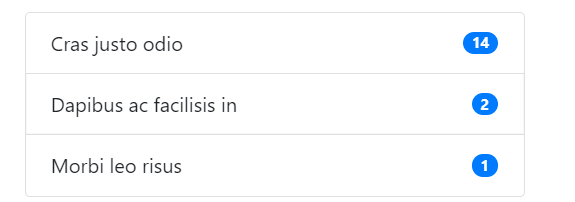 Cras justo odio 14
Dapibus ac facilisis in 2
Morbi leo risus 1